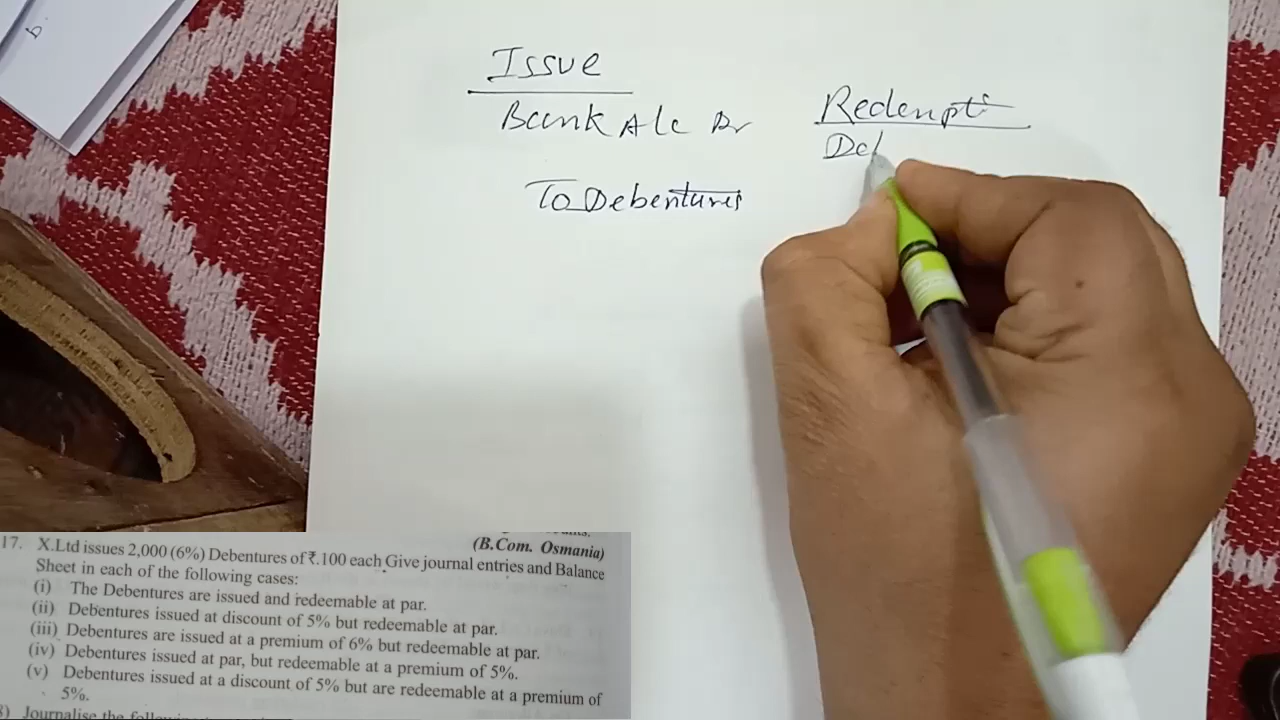 Issue
Bank A/c Dr
To Debentures
Redempti
Deb
17. X.Ltd issues 2,000 (6%) Debentures of ₹.100 each Give journal entries and Balance
(B.Com. Osmania)
Sheet in each of the following cases:
(i) The Debentures are issued and redeemable at par.
(ii) Debentures issued at discount of 5% but redeemable at par.
(iii) Debentures are issued at a premium of 6% but redeemable at par.
(iv) Debentures issued at par, but redeemable at a premium of 5%.
(v) Debentures issued at a discount of 5% but are redeemable at a premium of
5%.
Journalise the